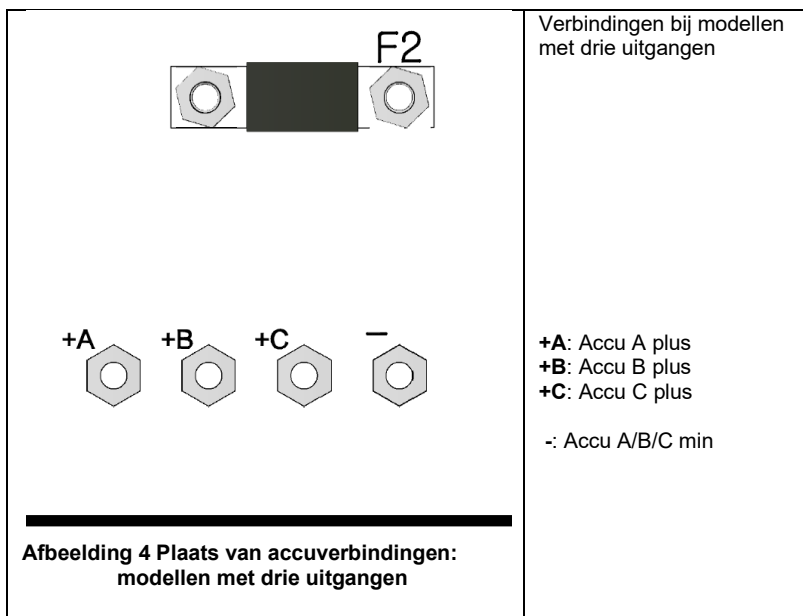 F2
+A
+B
+C
–
Afbeelding 4 Plaats van accuverbindingen:
modellen met drie uitgangen
Verbindingen bij modellen
met drie uitgangen
+A: Accu A plus
+B: Accu B plus
+C: Accu C plus
-: Accu A/B/C min